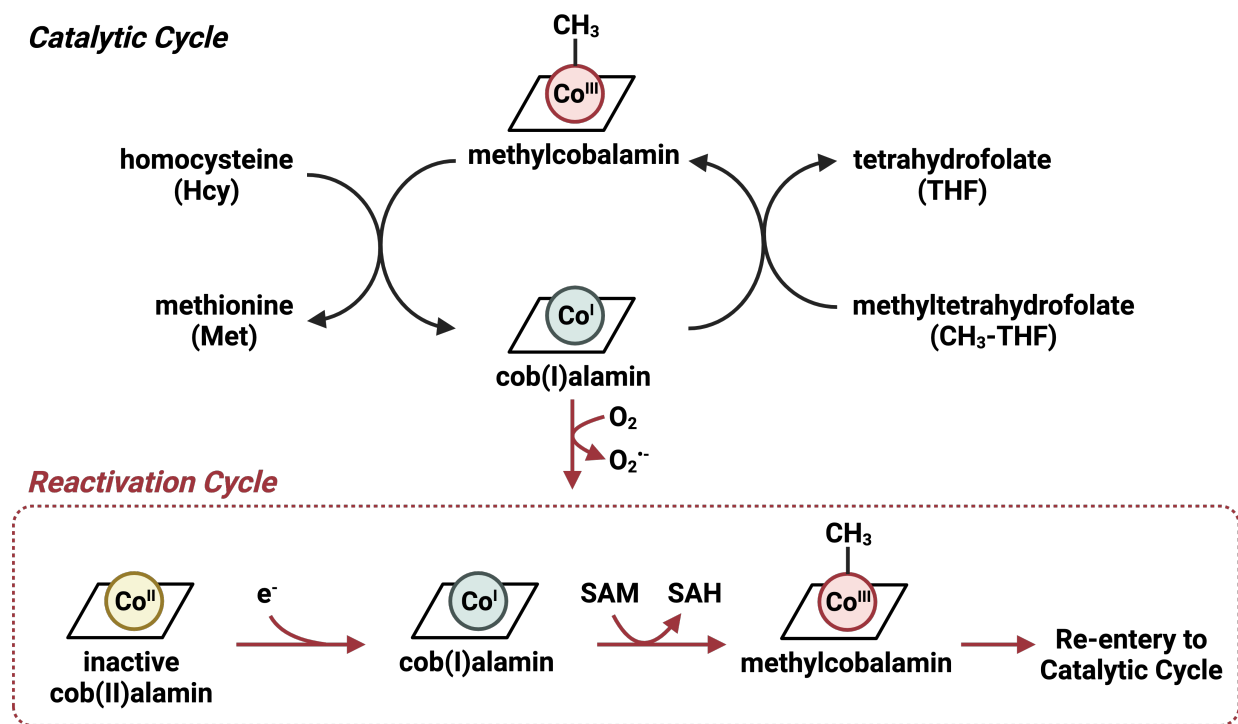 Catalytic Cycle
CH₃
Coᴵᴵᴵ
methylcobalamin
homocysteine
(Hcy)
tetrahydrofolate
(THF)
methionine
(Met)
Coᴵ
cob(I)alamin
methyltetrahydrofolate
(CH₃-THF)
O₂
O₂•-
Reactivation Cycle
Coᴵᴵ
inactive
cob(II)alamin
e⁻
Coᴵ
cob(I)alamin
SAM SAH
CH₃
Coᴵᴵᴵ
methylcobalamin
Re-entery to
Catalytic Cycle